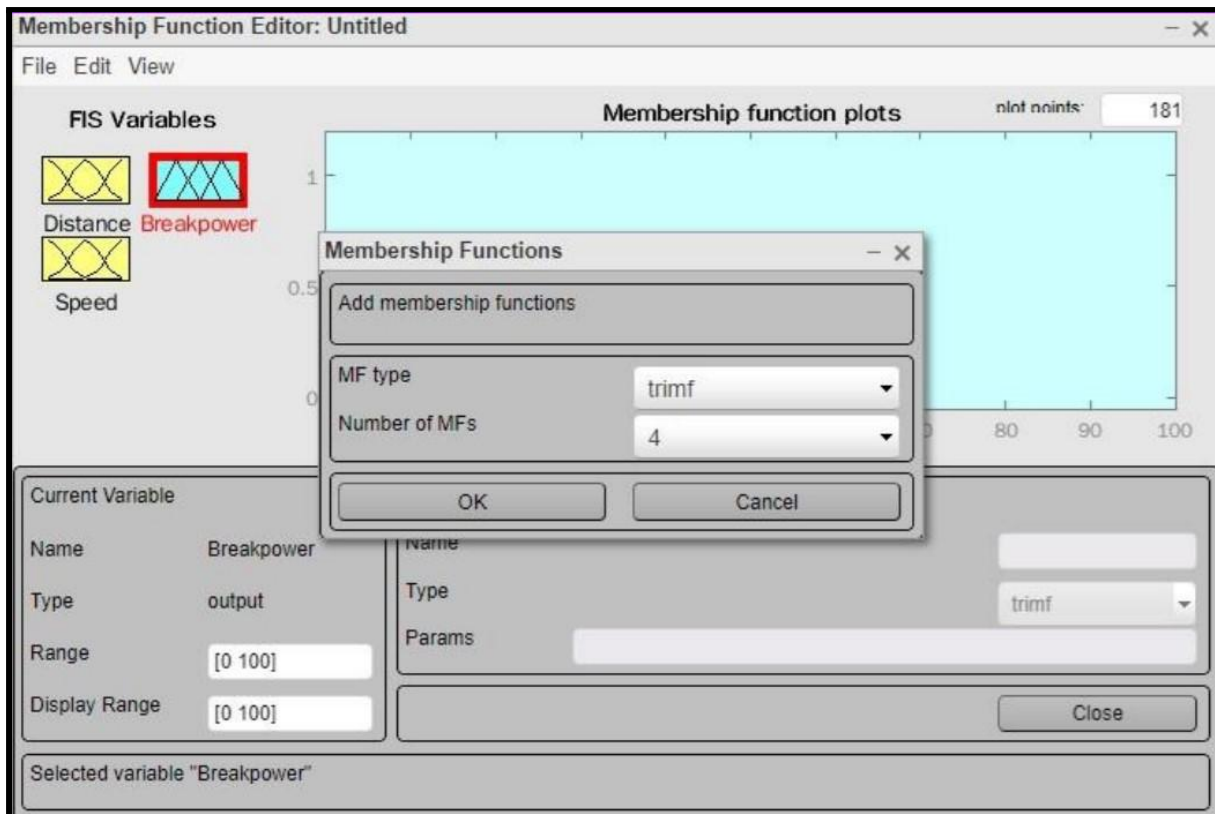 Membership Function Editor: Untitled
File Edit View
FIS Variables
Membership function plots
plot points:
181
Distance
Breakpower
Speed
1
0.5
0
80
90
100
Membership Functions
Add membership functions
MF type
trimf
Number of MFs
4
OK
Cancel
Current Variable
Name
Breakpower
Type
output
Range
[0 100]
Display Range
[0 100]
Name
Type
trimf
Params
Close
Selected variable "Breakpower"